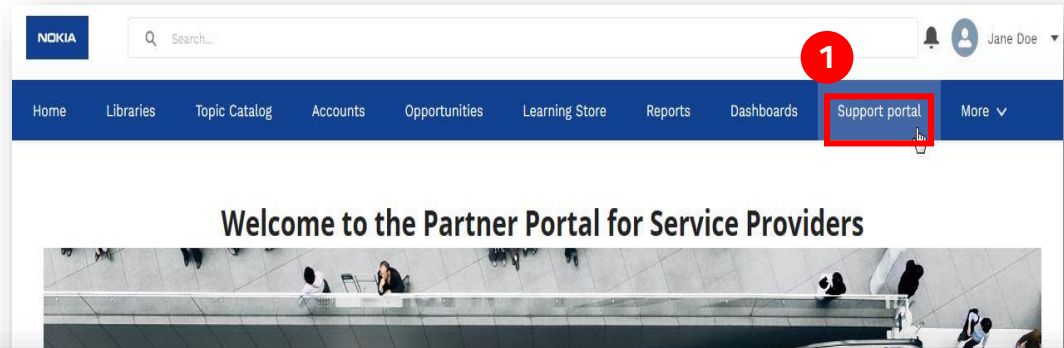 NOKIA
Search...
Jane Doe
1
Home Libraries Topic Catalog Accounts Opportunities Learning Store Reports Dashboards Support portal More
Welcome to the Partner Portal for Service Providers